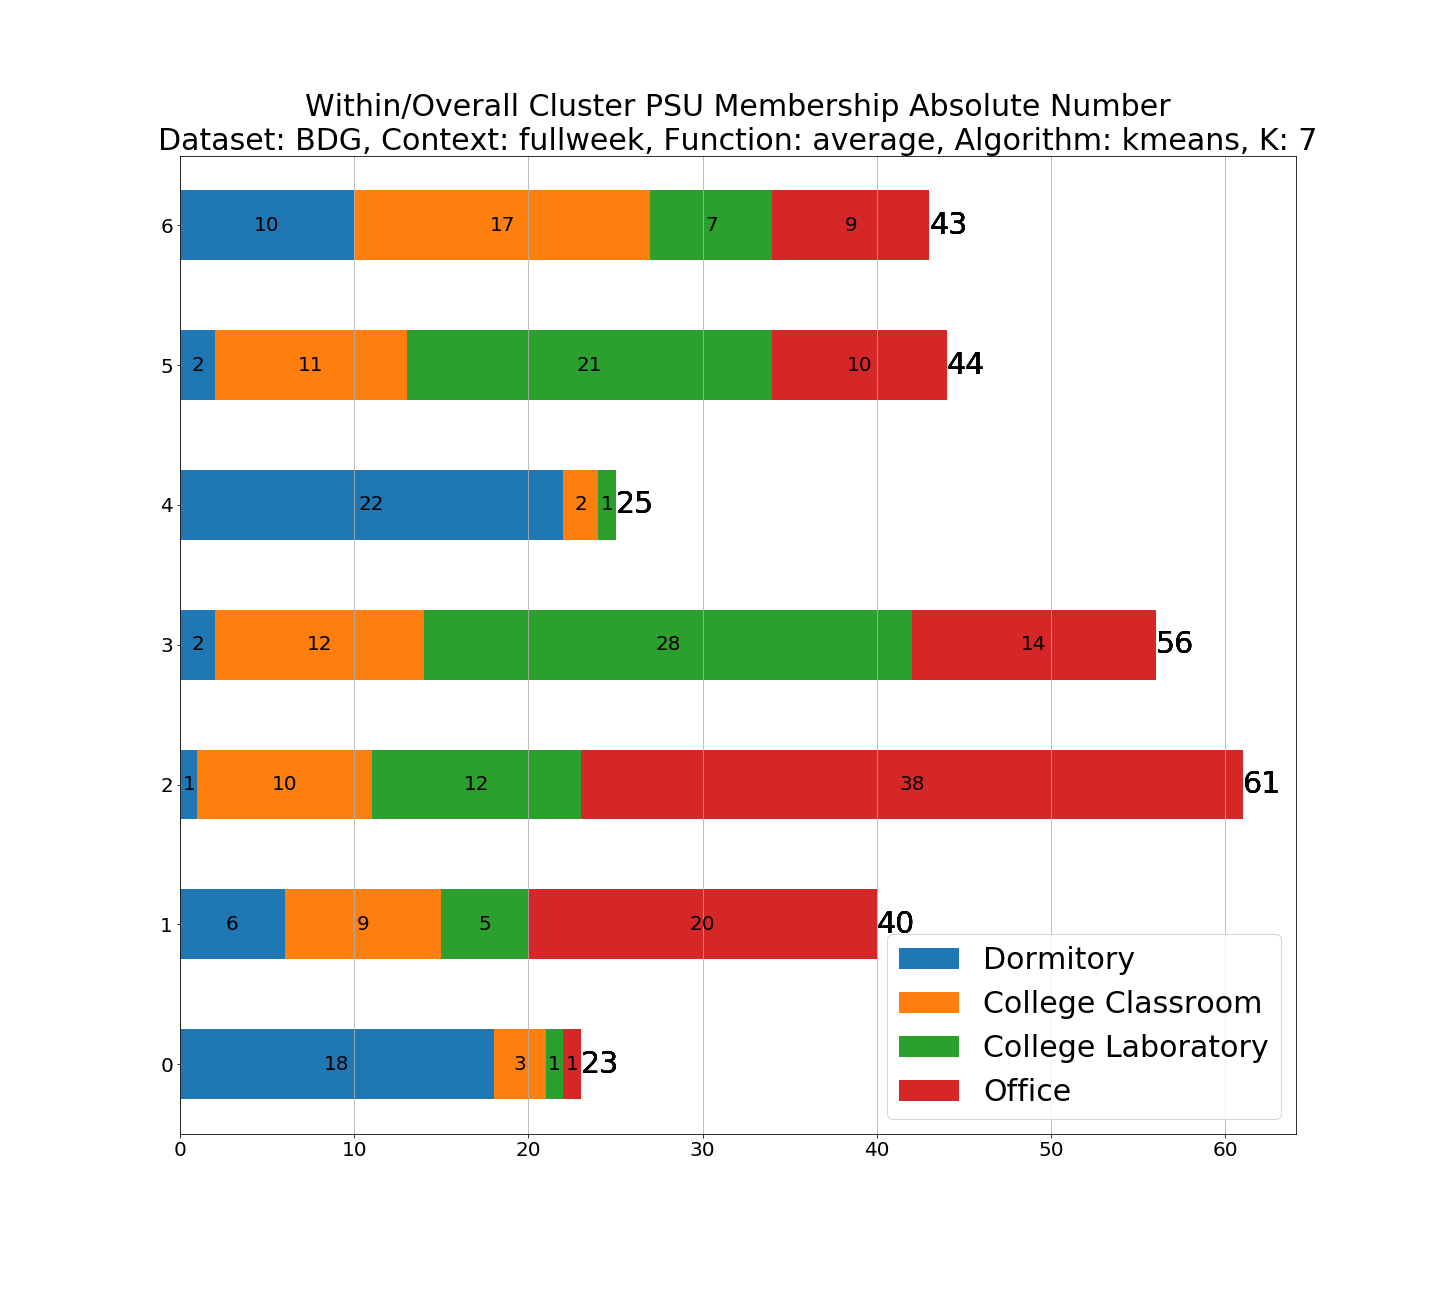 Within/Overall Cluster PSU Membership Absolute Number
Dataset: BDG, Context: fullweek, Function: average, Algorithm: kmeans, K: 7
6 10 17 7 9 43
5 2 11 21 10 44
4 22 2 1 25
3 2 12 28 14 56
2 1 10 12 38 61
1 6 9 5 20 40
Dormitory
College Classroom
College Laboratory
Office
0 18 3 1 1 23
0 10 20 30 40 50 60